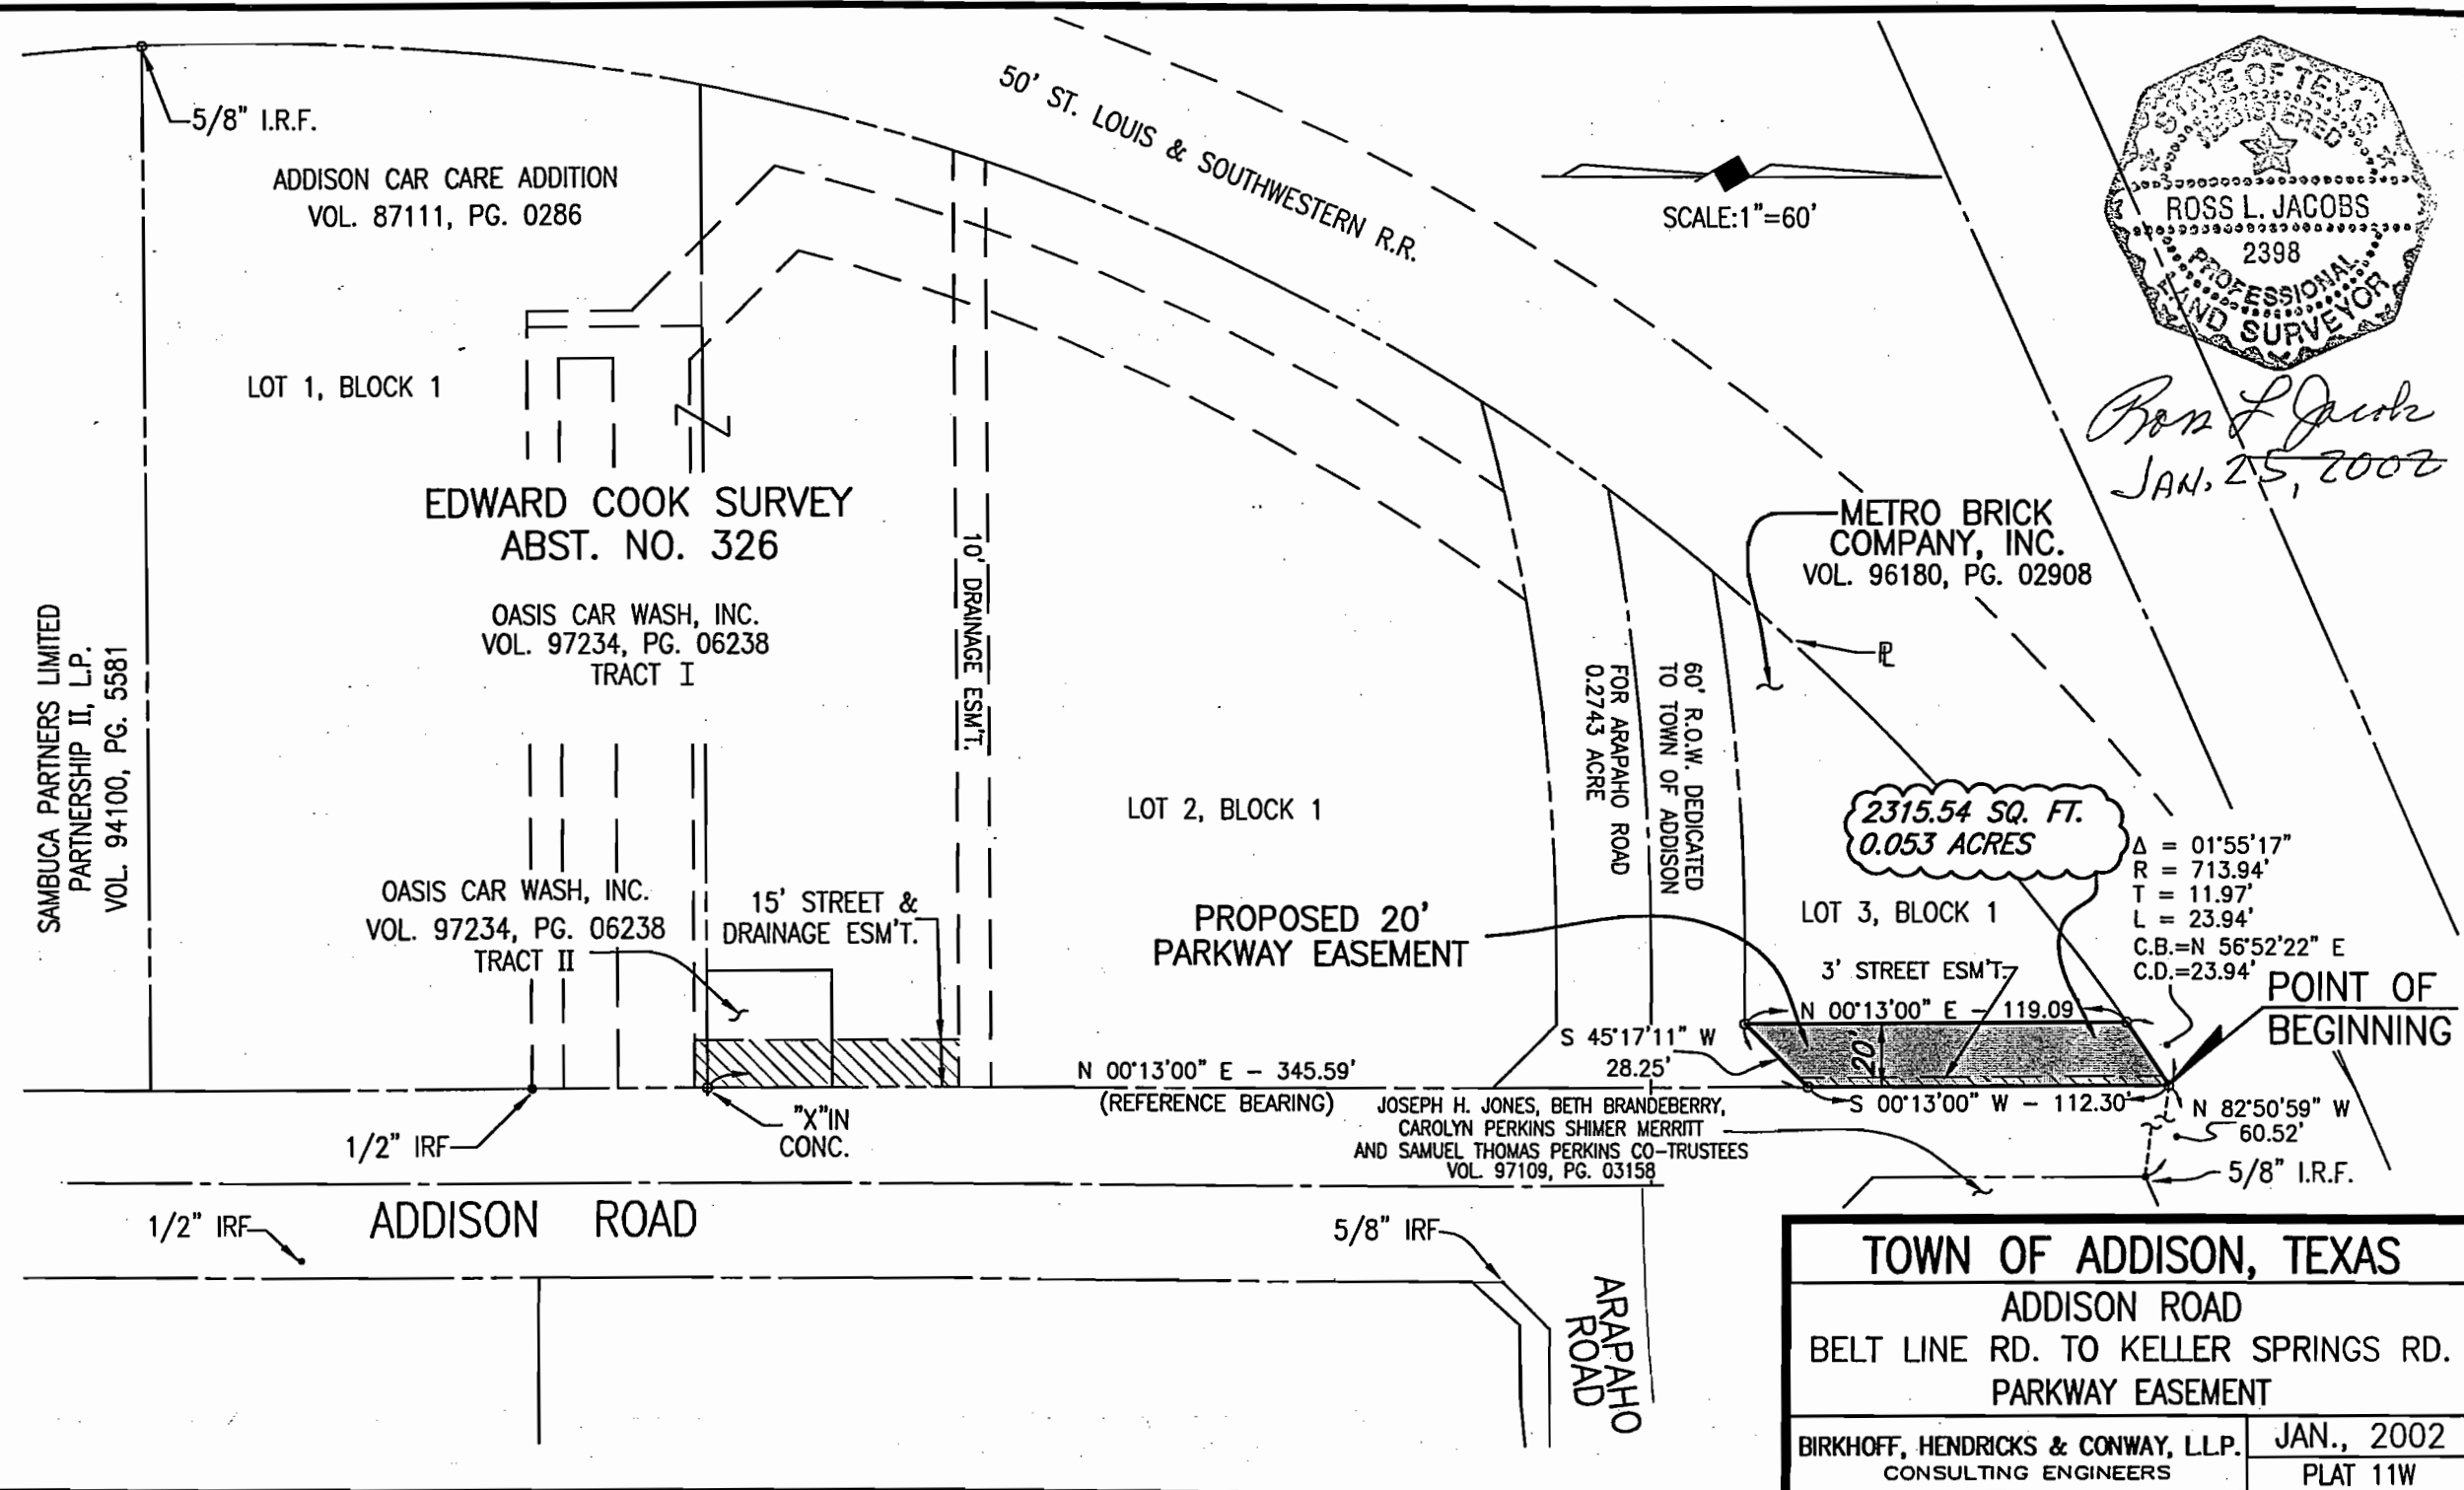 5/8" I.R.F.
ADDISON CAR CARE ADDITION
VOL. 87111, PG. 0286
LOT 1, BLOCK 1
50' ST. LOUIS & SOUTHWESTERN R.R.
SCALE:1"=60'
STATE OF TEXAS
REGISTERED
ROSS L. JACOBS
2398
PROFESSIONAL
LAND SURVEYOR
Ross L Jacobs
JAN. 25, 2002
EDWARD COOK SURVEY
ABST. NO. 326
OASIS CAR WASH, INC.
VOL. 97234, PG. 06238
TRACT I
10' DRAINAGE ESM'T.
METRO BRICK
COMPANY, INC.
VOL. 96180, PG. 02908
PL
SAMBUCA PARTNERS LIMITED
PARTNERSHIP II, L.P.
VOL. 94100, PG. 5581
60' R.O.W. DEDICATED
TO TOWN OF ADDISON
FOR ARAPAHO ROAD
0.2743 ACRE
LOT 2, BLOCK 1
2315.54 SQ. FT.
0.053 ACRES
Δ = 01°55'17"
R = 713.94'
T = 11.97'
L = 23.94'
C.B.=N 56°52'22" E
C.D.=23.94'
OASIS CAR WASH, INC.
VOL. 97234, PG. 06238
TRACT II
15' STREET &
DRAINAGE ESM'T.
PROPOSED 20'
PARKWAY EASEMENT
LOT 3, BLOCK 1
3' STREET ESM'T.
POINT OF
BEGINNING
N 00°13'00" E - 119.09
20'
S 45°17'11" W
28.25'
N 00°13'00" E - 345.59'
(REFERENCE BEARING)
S 00°13'00" W - 112.30'
N 82°50'59" W
60.52'
5/8" I.R.F.
JOSEPH H. JONES, BETH BRANDEBERRY,
CAROLYN PERKINS SHIMER MERRITT
AND SAMUEL THOMAS PERKINS CO-TRUSTEES
VOL. 97109, PG. 03158
1/2" IRF
"X"IN
CONC.
1/2" IRF
ADDISON ROAD
5/8" IRF
ARAPAHO
ROAD
TOWN OF ADDISON, TEXAS
ADDISON ROAD
BELT LINE RD. TO KELLER SPRINGS RD.
PARKWAY EASEMENT
BIRKHOFF, HENDRICKS & CONWAY, L.L.P.
CONSULTING ENGINEERS
JAN., 2002
PLAT 11W